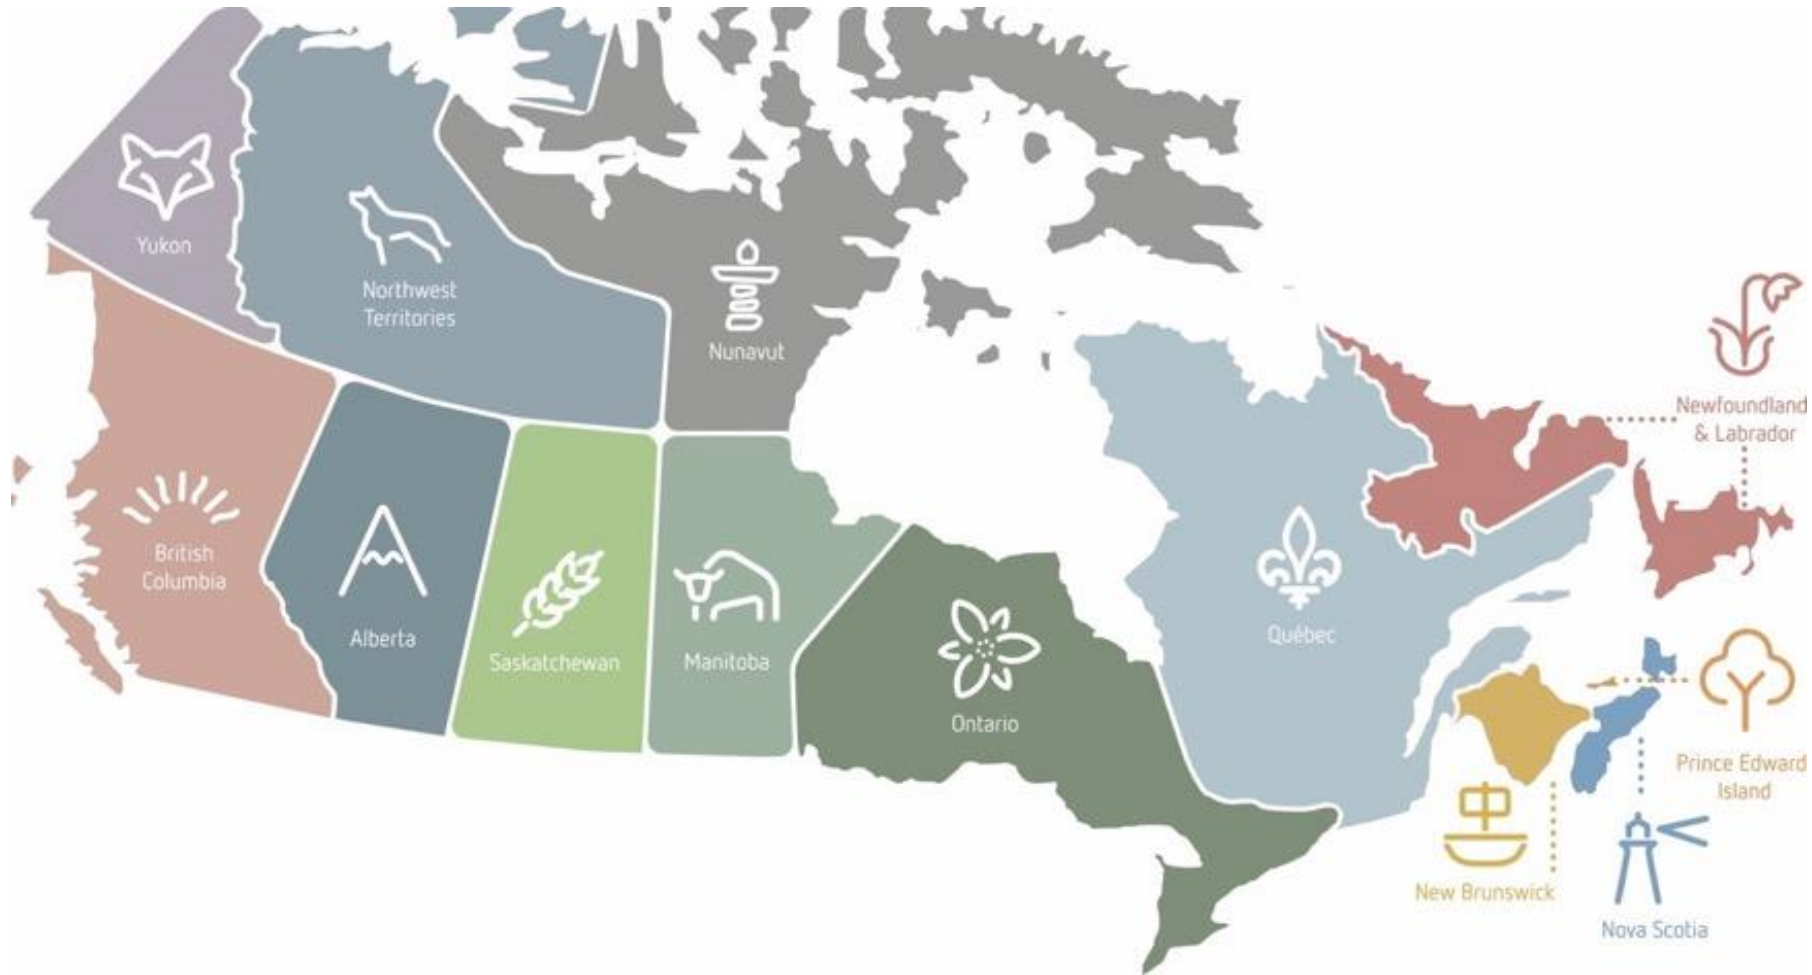 Yukon
Northwest
Territories
Nunavut
British
Columbia
Alberta
Saskatchewan
Manitoba
Ontario
Québec
Newfoundland
& Labrador
Prince Edward
Island
New Brunswick
Nova Scotia